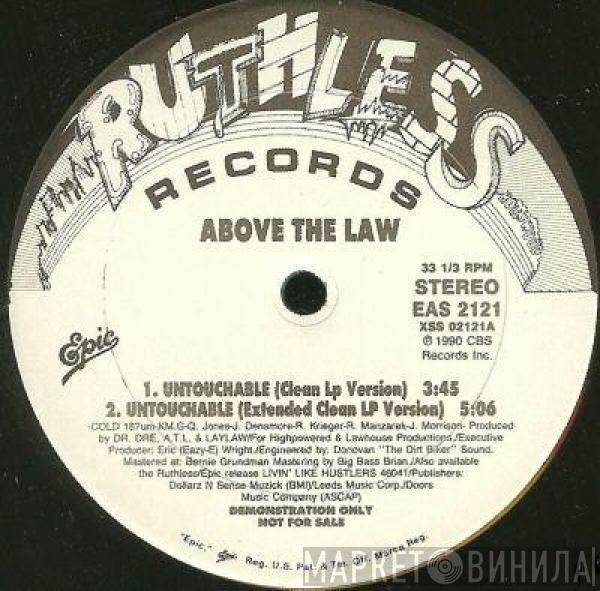 RUTHLESS
RECORDS
ABOVE THE LAW
33 1/3 RPM
STEREO
EAS 2121
XSS 02121A
℗ 1990 CBS
Records Inc.
Epic
1. UNTOUCHABLE (Clean Lp Version) 3:45
2. UNTOUCHABLE (Extended Clean LP Version) 5:06
-COLD 187um-KM.G-Q. Jones-J. Densmore-R. Krieger-R. Manzarek-J. Morrison- Produced
by DR. DRE, A.T.L. & LAYLAW/For Highpowered & Lawhouse Productions./Executive
Producer: Eric (Eazy-E) Wright./Engineered by: Donovan "The Dirt Biker" Sound.
Mastered at: Bernie Grundman Mastering by Big Bass Brian./Also available
the Ruthless/Epic release LIVIN' LIKE HUSTLERS 46041/Publishers:
Dollarz N Sense Muzick (BMI)/Leeds Music Corp./Doors
Music Company (ASCAP)
DEMONSTRATION ONLY
NOT FOR SALE
"Epic," Epic Reg. U.S. Pat. & Tm. Off. Marca Reg.
МАРКЕТ ВИНИЛА